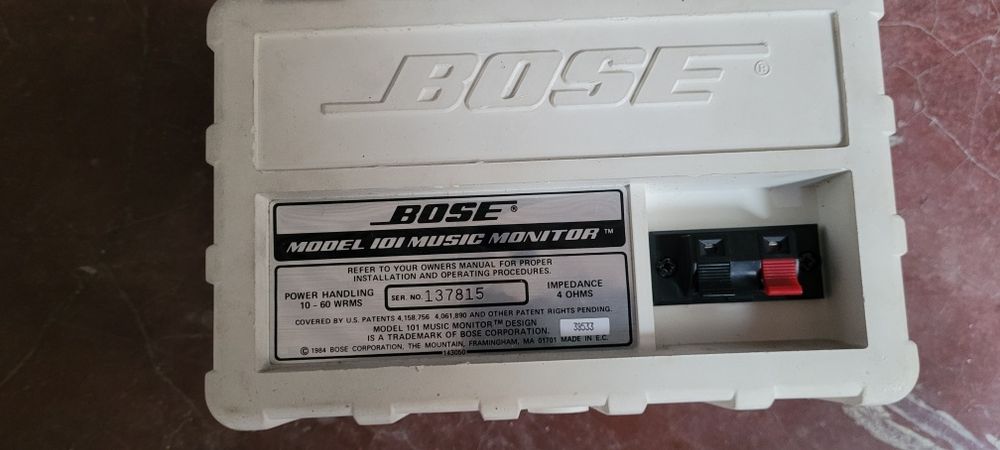 BOSE®
BOSE®
MODEL 101 MUSIC MONITOR™
REFER TO YOUR OWNERS MANUAL FOR PROPER
INSTALLATION AND OPERATING PROCEDURES.
POWER HANDLING
10 - 60 WRMS
SER. NO. 137815
IMPEDANCE
4 OHMS
COVERED BY U.S. PATENTS 4,158,756 4,061,890 AND OTHER PATENT RIGHTS PENDING.
MODEL 101 MUSIC MONITOR™ DESIGN
IS A TRADEMARK OF BOSE CORPORATION.
39533
© 1984 BOSE CORPORATION, THE MOUNTAIN, FRAMINGHAM, MA 01701 MADE IN E.C.
143050